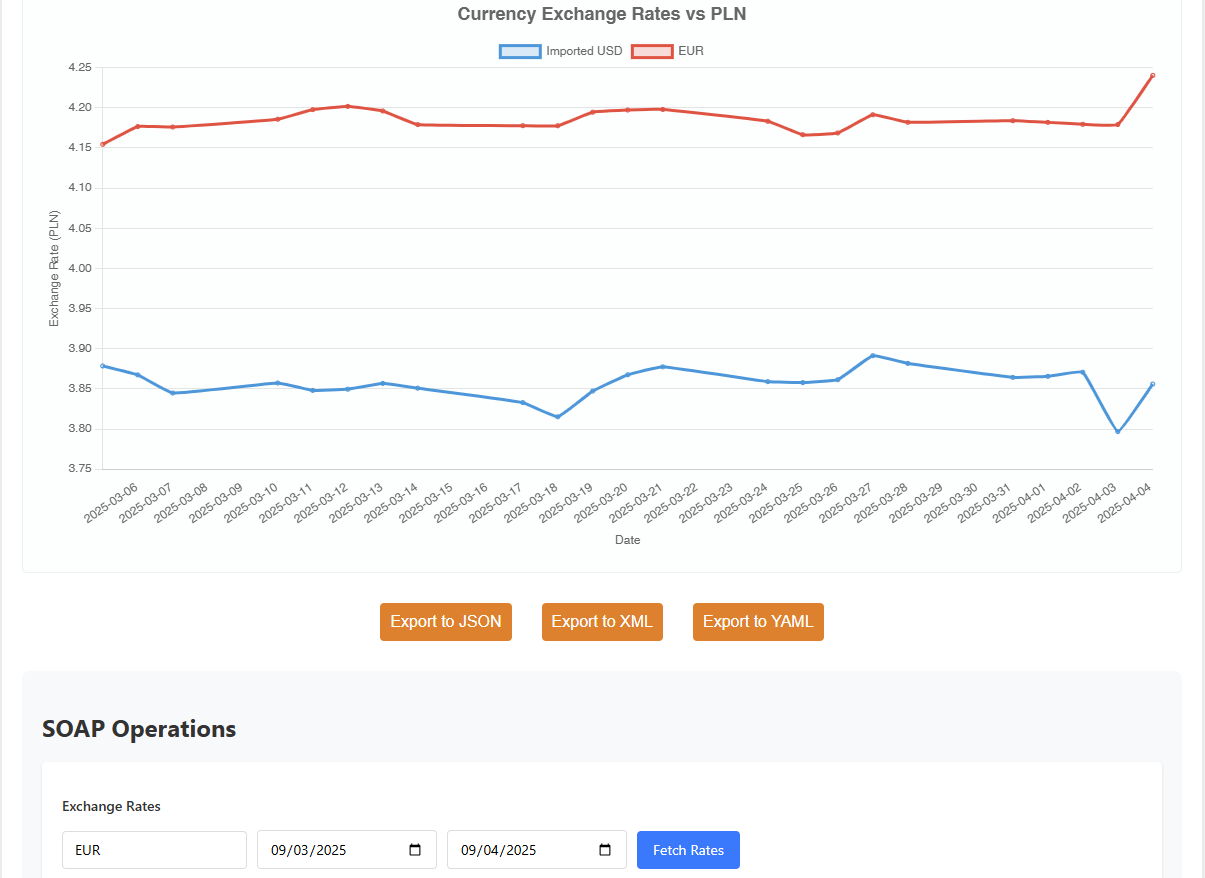 Currency Exchange Rates vs PLN
Imported USD EUR
4.25
4.20
4.15
4.10
4.05
4.00
3.95
3.90
3.85
3.80
3.75
Exchange Rate (PLN)
2025-03-06 2025-03-07 2025-03-08 2025-03-09 2025-03-10 2025-03-11 2025-03-12 2025-03-13 2025-03-14 2025-03-15 2025-03-16 2025-03-17 2025-03-18 2025-03-19 2025-03-20 2025-03-21 2025-03-22 2025-03-23 2025-03-24 2025-03-25 2025-03-26 2025-03-27 2025-03-28 2025-03-29 2025-03-30 2025-03-31 2025-04-01 2025-04-02 2025-04-03 2025-04-04
Date
Export to JSON Export to XML Export to YAML
SOAP Operations
Exchange Rates
EUR 09/03/2025 09/04/2025 Fetch Rates